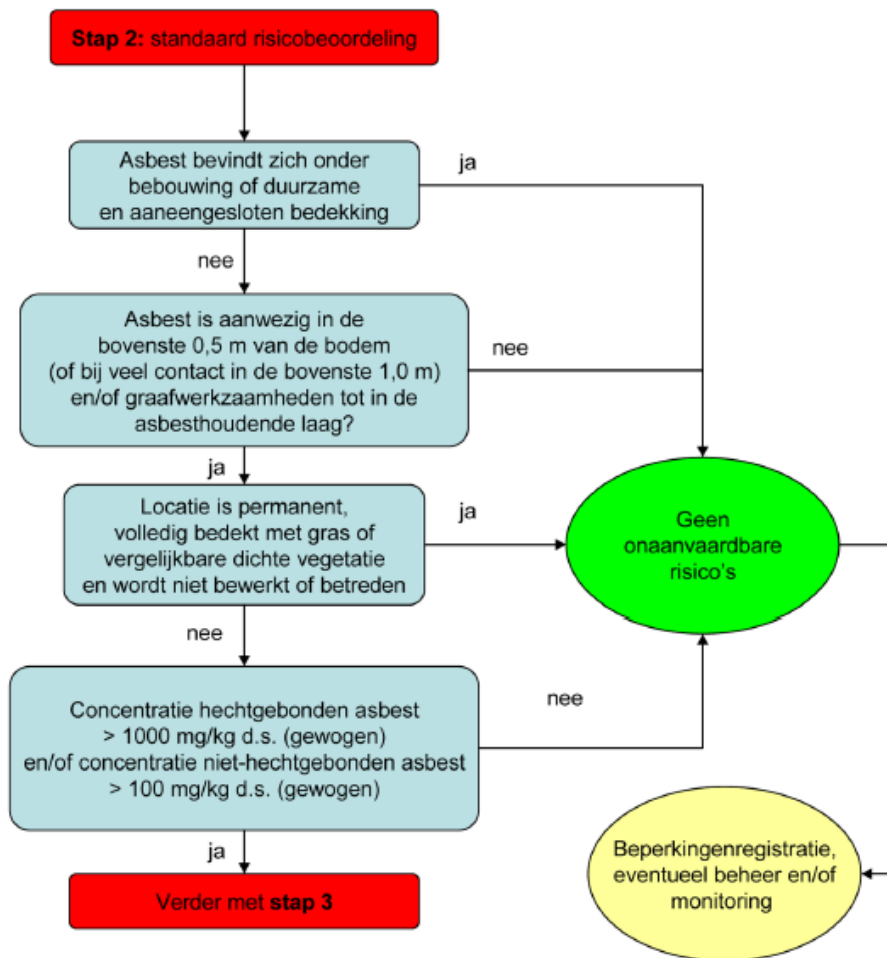 Stap 2: standaard risicobeoordeling
Asbest bevindt zich onder
bebouwing of duurzame
en aaneengesloten bedekking
ja
nee
Asbest is aanwezig in de
bovenste 0,5 m van de bodem
(of bij veel contact in de bovenste 1,0 m)
en/of graafwerkzaamheden tot in de
asbesthoudende laag?
nee
ja
Locatie is permanent,
volledig bedekt met gras of
vergelijkbare dichte vegetatie
en wordt niet bewerkt of betreden
ja
Geen
onaanvaardbare
risico's
nee
Concentratie hechtgebonden asbest
> 1000 mg/kg d.s. (gewogen)
en/of concentratie niet-hechtgebonden asbest
> 100 mg/kg d.s. (gewogen)
nee
ja
Verder met stap 3
Beperkingenregistratie,
eventueel beheer en/of
monitoring